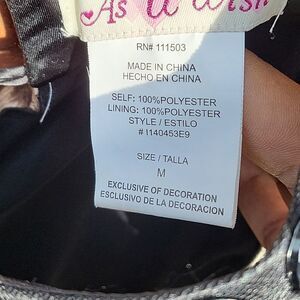 As U Wish
RN# 111503
MADE IN CHINA
HECHO EN CHINA
SELF: 100%POLYESTER
LINING: 100%POLYESTER
STYLE / ESTILO
# I140453E9
SIZE / TALLA
M
EXCLUSIVE OF DECORATION
ESCLUSIVO DE LA DECORACION